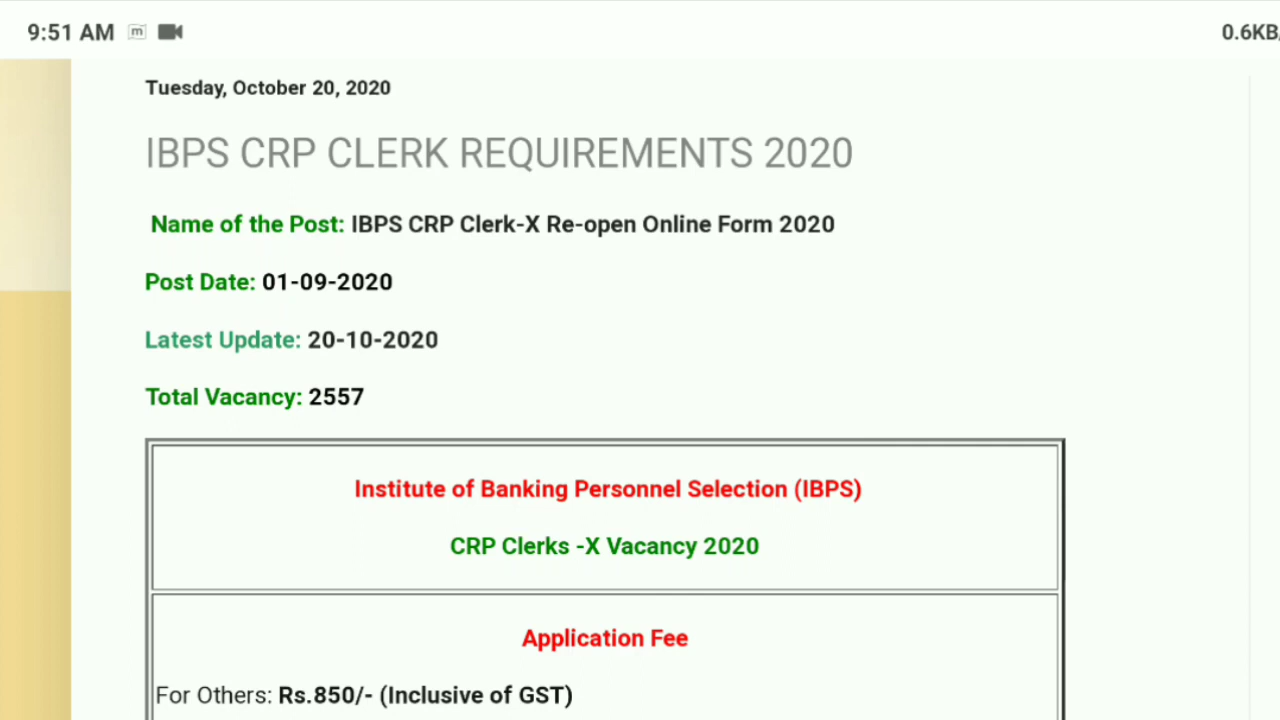 9:51 AM m 0.6KB/
Tuesday, October 20, 2020
IBPS CRP CLERK REQUIREMENTS 2020
Name of the Post: IBPS CRP Clerk-X Re-open Online Form 2020
Post Date: 01-09-2020
Latest Update: 20-10-2020
Total Vacancy: 2557
Institute of Banking Personnel Selection (IBPS)
CRP Clerks -X Vacancy 2020
Application Fee
For Others: Rs.850/- (Inclusive of GST)